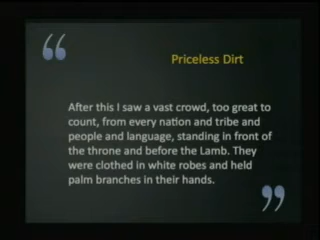 “
Priceless Dirt
After this I saw a vast crowd, too great to
count, from every nation and tribe and
people and language, standing in front of
the throne and before the Lamb. They
were clothed in white robes and held
palm branches in their hands.
”